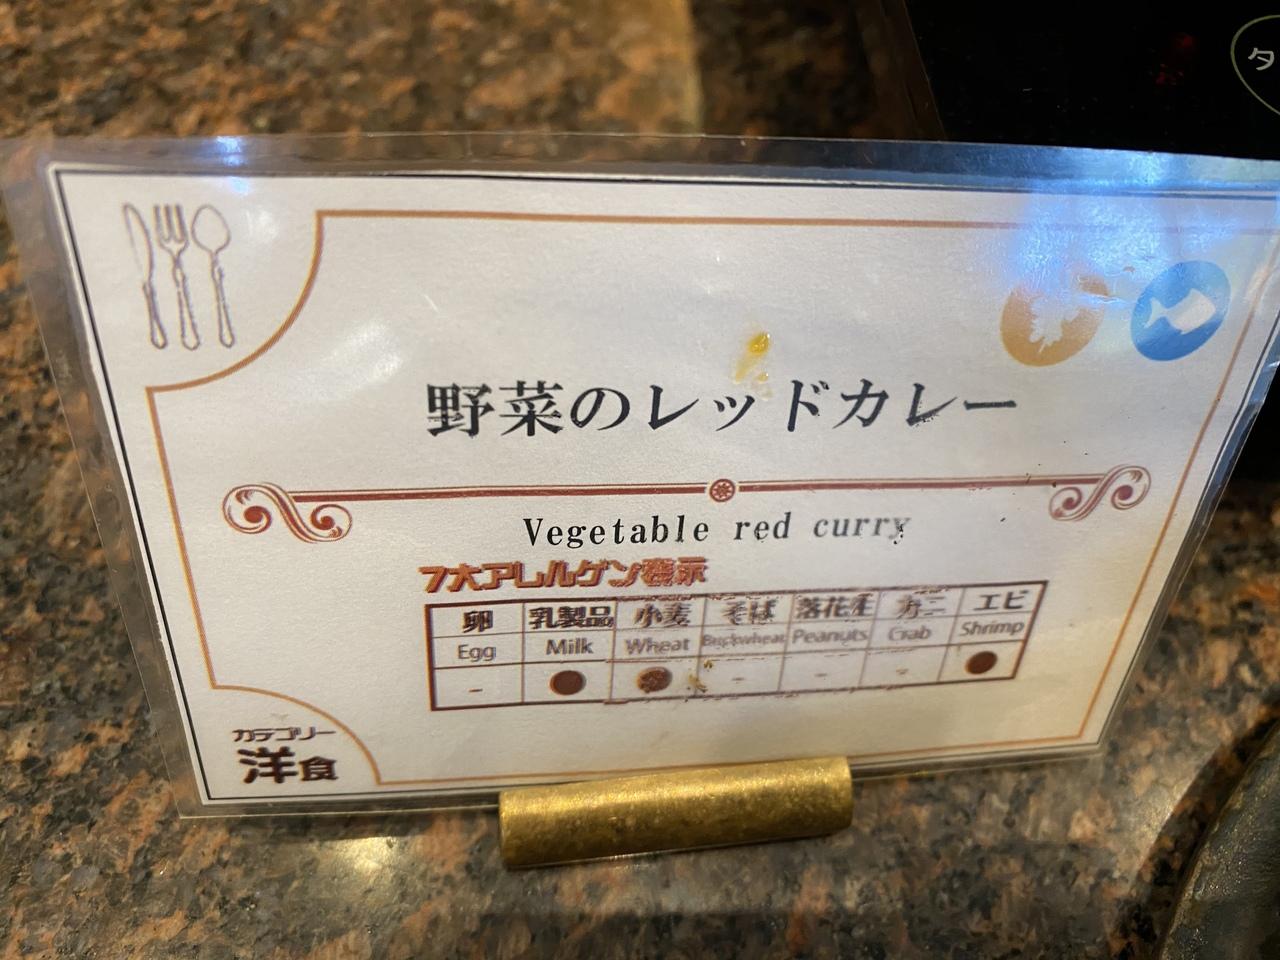 タ
野菜のレッドカレー
Vegetable red curry
7大アレルゲン表示
卵 乳製品 小麦 そば 落花生 カニ エビ
Egg Milk Wheat Buckwheat Peanuts Crab Shrimp
- ● ● - - - ●
カテゴリー
洋食